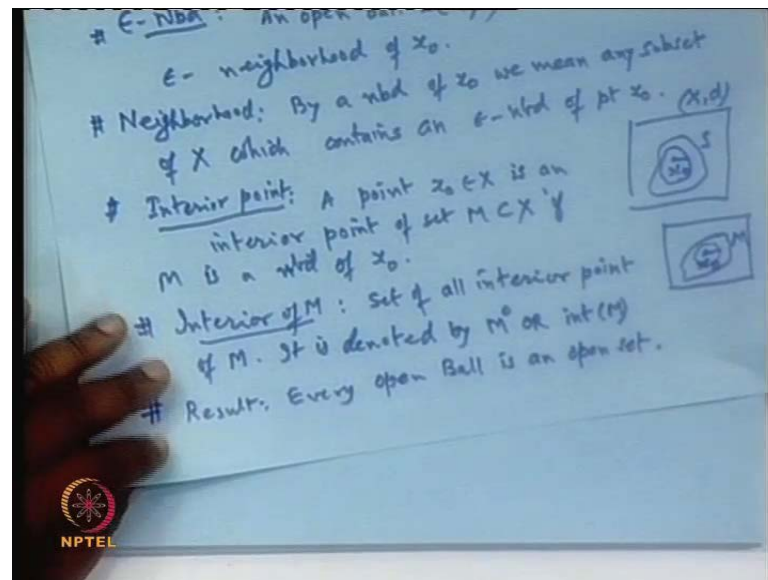 # ε- Nbd : An open
ε- neighborhood of x₀.
# Neighborhood: By a nbd of x₀ we mean any subset
of X which contains an ε-nbd of pt x₀. (X,d)
S
x₀
# Interior point: A point x₀ ∈ X is an
interior point of set M ⊂ X if
M is a nbd of x₀.
M
x₀
# Interior of M : Set of all interior point
of M. It is denoted by M° OR int(M)
# Result: Every open Ball is an open set.
NPTEL